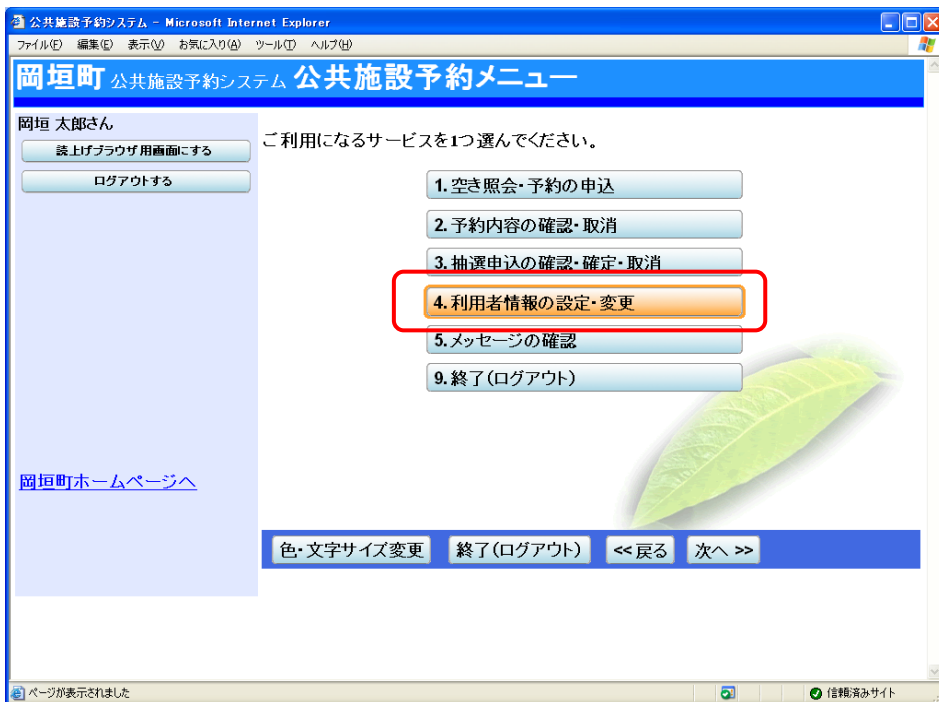 公共施設予約システム - Microsoft Internet Explorer
ファイル(F) 編集(E) 表示(V) お気に入り(A) ツール(T) ヘルプ(H)
岡垣町 公共施設予約システム 公共施設予約メニュー
岡垣 太郎さん
読上げブラウザ用画面にする
ログアウトする
岡垣町ホームページへ
ご利用になるサービスを1つ選んでください。
1. 空き照会・予約の申込
2. 予約内容の確認・取消
3. 抽選申込の確認・確定・取消
4. 利用者情報の設定・変更
5. メッセージの確認
9. 終了(ログアウト)
色・文字サイズ変更 終了(ログアウト) << 戻る 次へ >>
ページが表示されました 信頼済みサイト